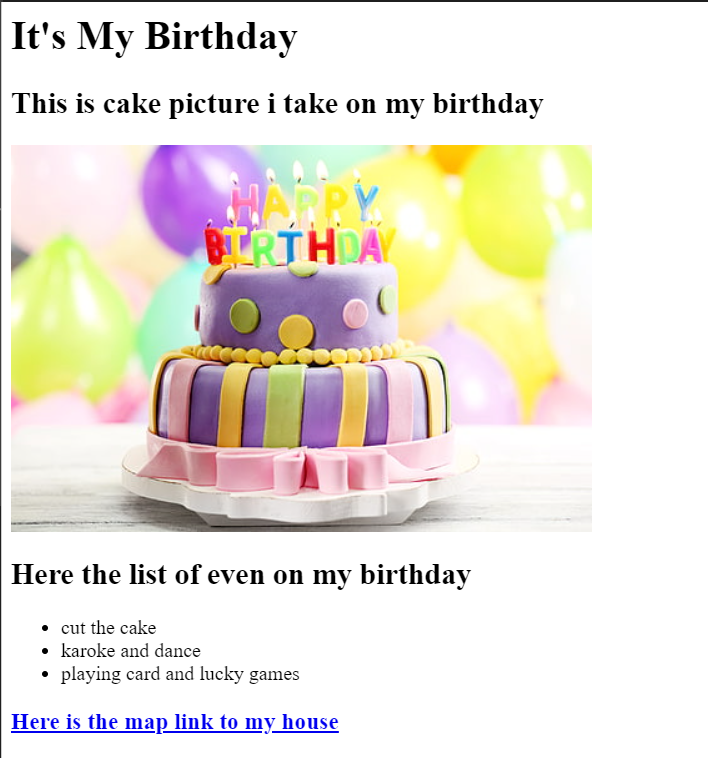 It's My Birthday
This is cake picture i take on my birthday
HAPPY
BIRTHDAY
Here the list of even on my birthday
cut the cake
karoke and dance
playing card and lucky games
Here is the map link to my house